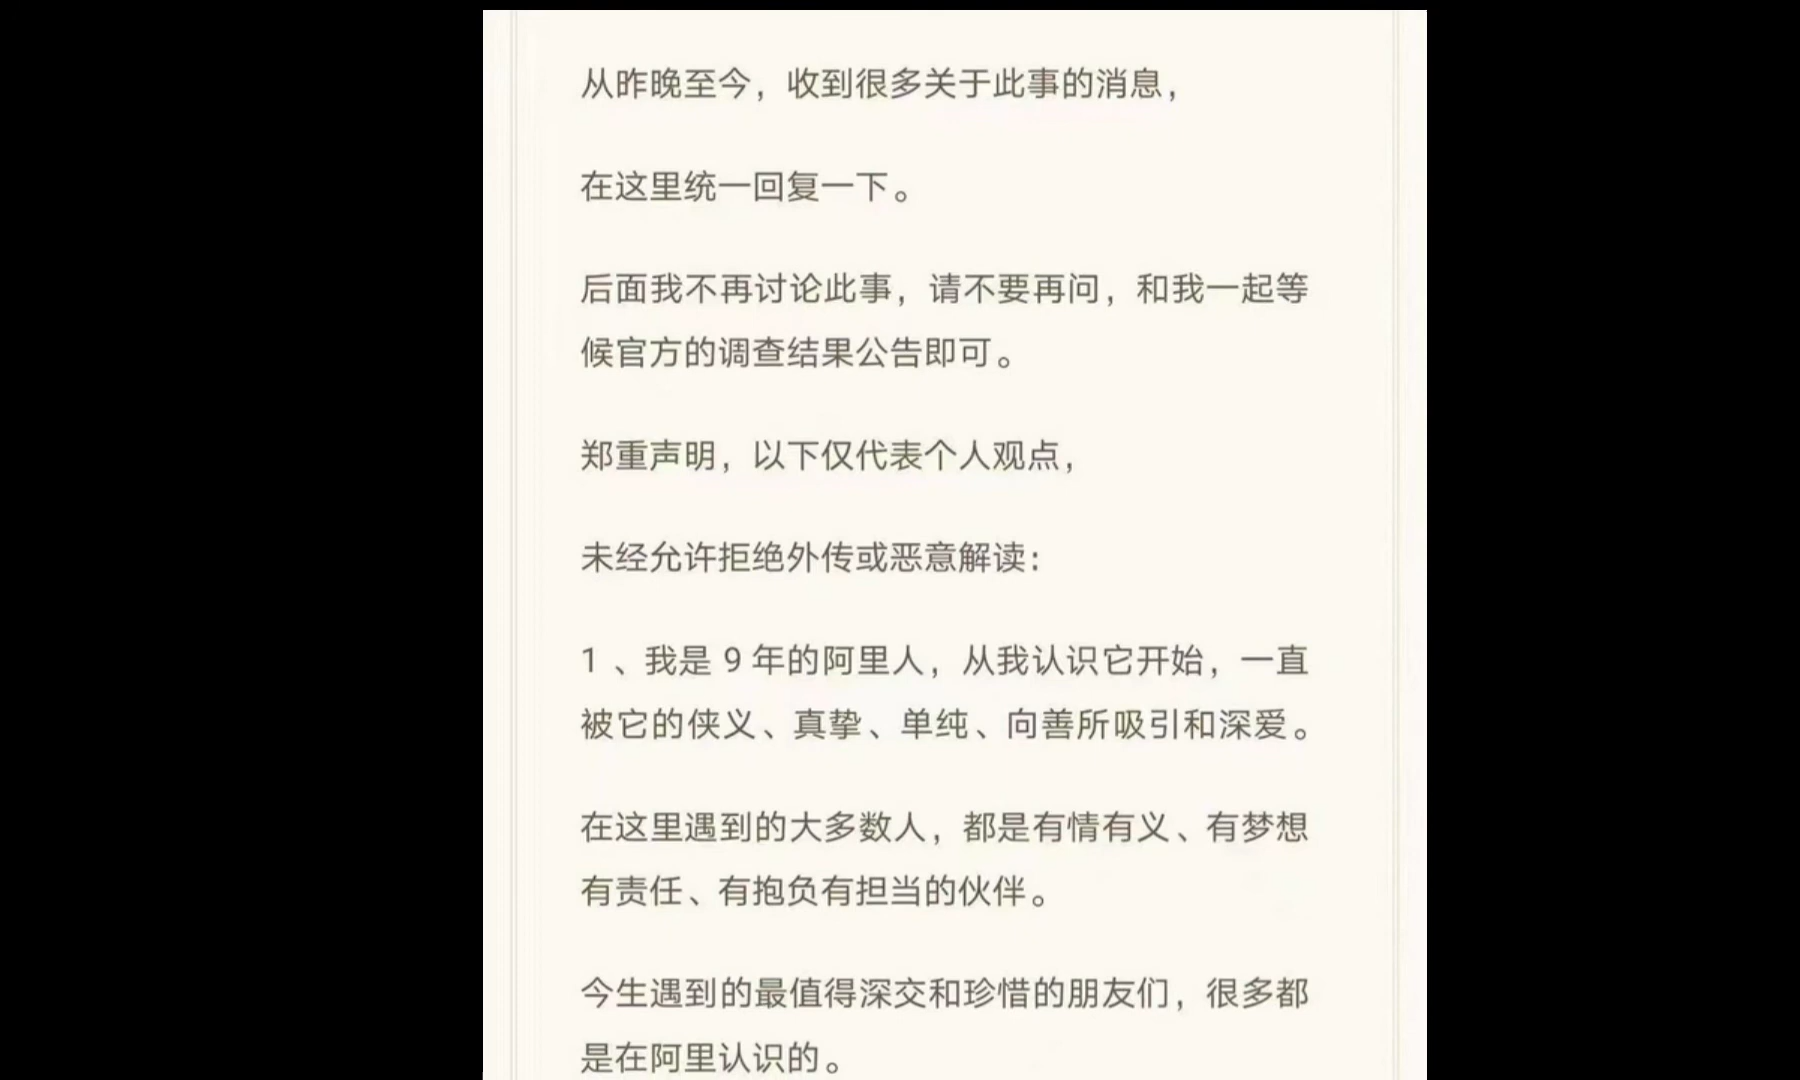 从昨晚至今，收到很多关于此事的消息，
在这里统一回复一下。
后面我不再讨论此事，请不要再问，和我一起等
候官方的调查结果公告即可。
郑重声明，以下仅代表个人观点，
未经允许拒绝外传或恶意解读：
1 、我是 9 年的阿里人，从我认识它开始，一直
被它的侠义、真挚、单纯、向善所吸引和深爱。
在这里遇到的大多数人，都是有情有义、有梦想
有责任、有抱负有担当的伙伴。
今生遇到的最值得深交和珍惜的朋友们，很多都
是在阿里认识的。